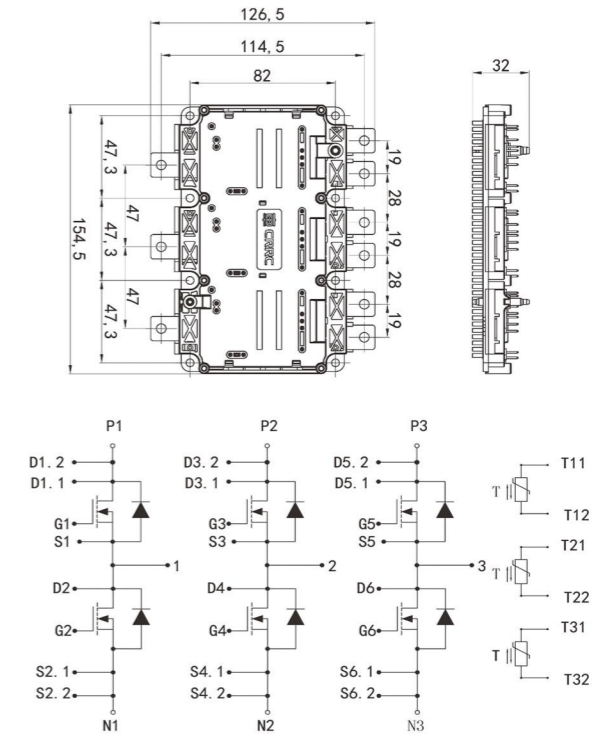 126,5
114,5
82
32
47,3
47
47,3
47
47,3
154,5
19
28
19
28
19
CRRC
P1 P2 P3
D1.2 D3.2 D5.2 T11
D1.1 D3.1 D5.1
T
G1 G3 G5 T12
S1 S3 S5 T21
1 2 3 T
D2 D4 D6 T22
G2 G4 G6 T31
T
S2.1 S4.1 S6.1 T32
S2.2 S4.2 S6.2
N1 N2 N3